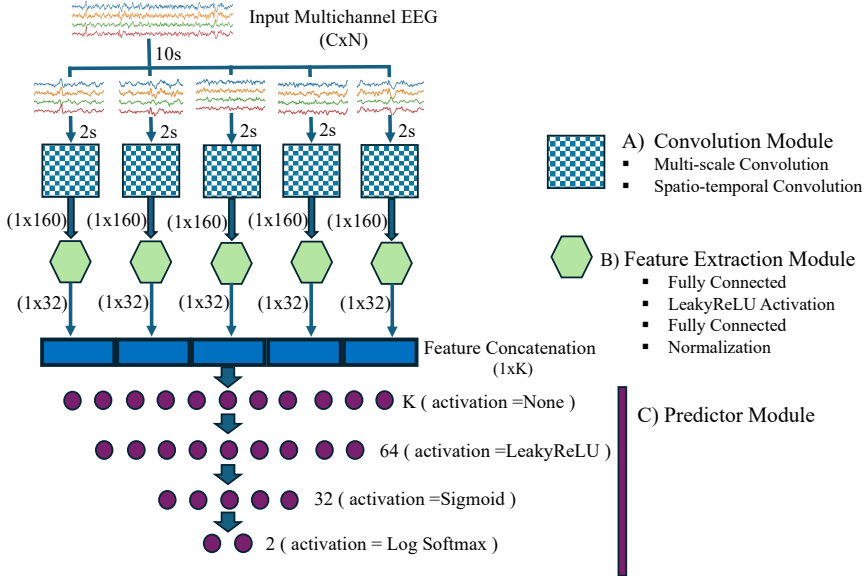 Input Multichannel EEG
(CxN)
10s
2s 2s 2s 2s 2s
A) Convolution Module
▪ Multi-scale Convolution
▪ Spatio-temporal Convolution
(1x160) (1x160) (1x160) (1x160) (1x160)
B) Feature Extraction Module
▪ Fully Connected
▪ LeakyReLU Activation
▪ Fully Connected
▪ Normalization
(1x32) (1x32) (1x32) (1x32) (1x32)
Feature Concatenation
(1xK)
K ( activation =None)
C) Predictor Module
64 ( activation =LeakyReLU )
32 ( activation =Sigmoid)
2 ( activation = Log Softmax)